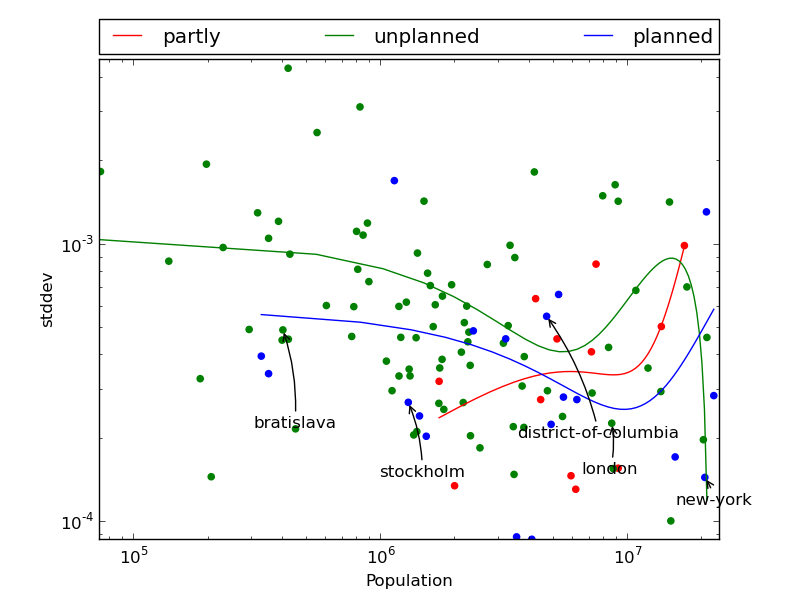 partly unplanned planned
10^-3
10^-4
stddev
bratislava
stockholm
district-of-columbia
london
new-york
10^5 10^6 10^7
Population